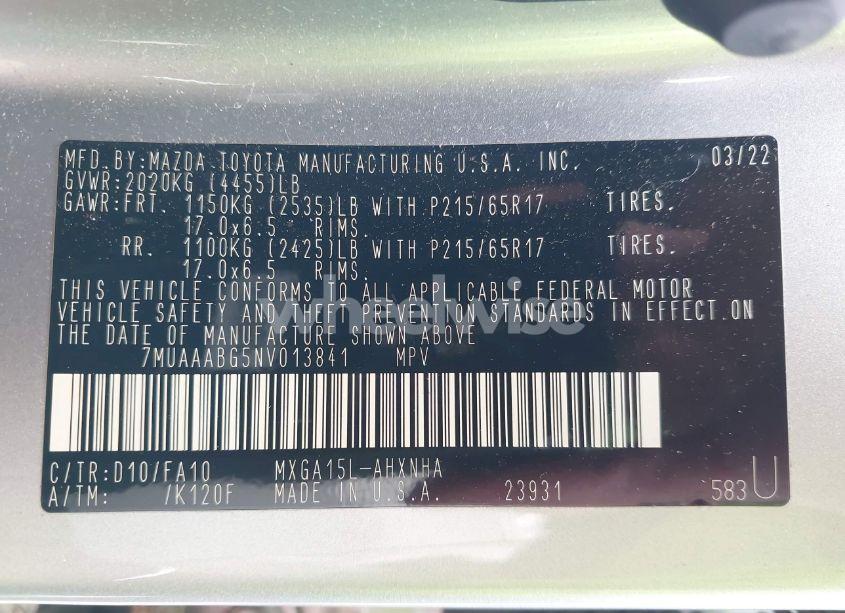 MFD.BY:MAZDA TOYOTA MANUFACTURING U.S.A. INC. 03/22
GVWR:2020KG (4455)LB
GAWR:FRT. 1150KG (2535)LB WITH P215/65R17 TIRES.
17.0x6.5 RIMS.
RR. 1100KG (2425)LB WITH P215/65R17 TIRES.
17.0x6.5 RIMS.
THIS VEHICLE CONFORMS TO ALL APPLICABLE FEDERAL MOTOR
VEHICLE SAFETY AND THEFT PREVENTION STANDARDS IN EFFECT ON
THE DATE OF MANUFACTURE SHOWN ABOVE
wheelwise
7MUAAABG5NV013841 MPV
C/TR:D10/FA10 MXGA15L-AHXNHA
A/TM: /K120F MADE IN U.S.A. 23931 583U